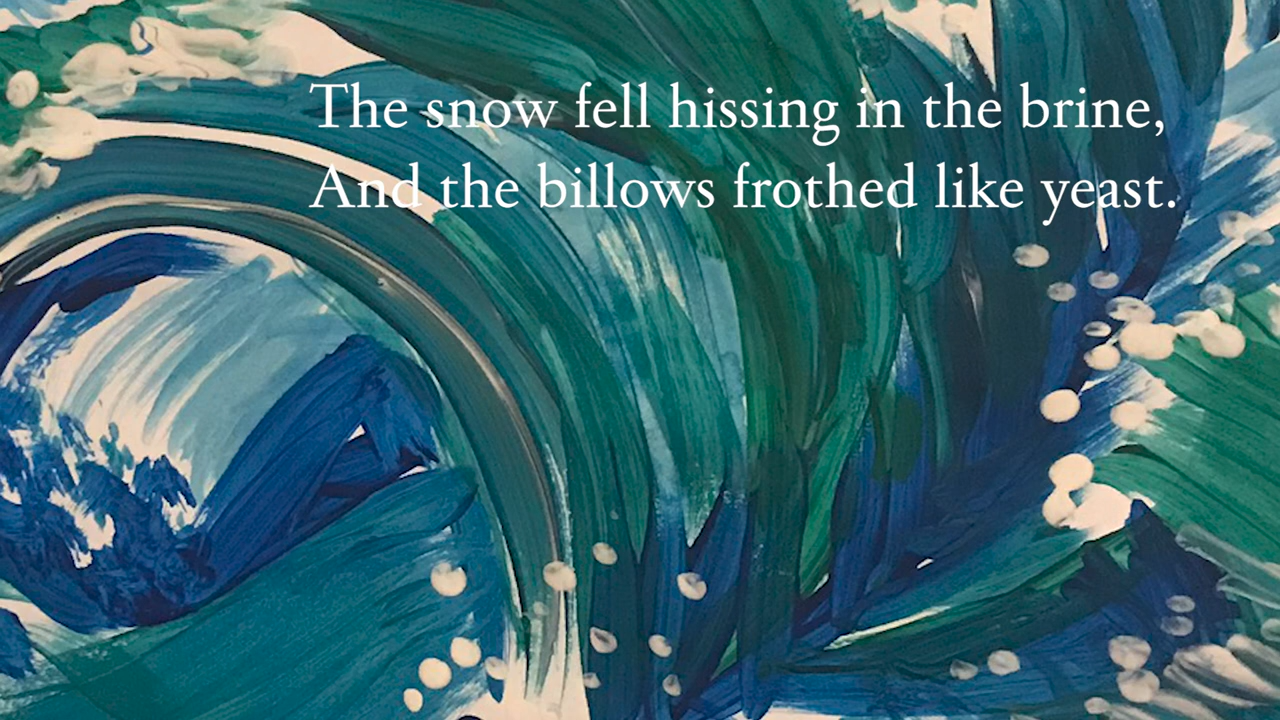 The snow fell hissing in the brine,
And the billows frothed like yeast.